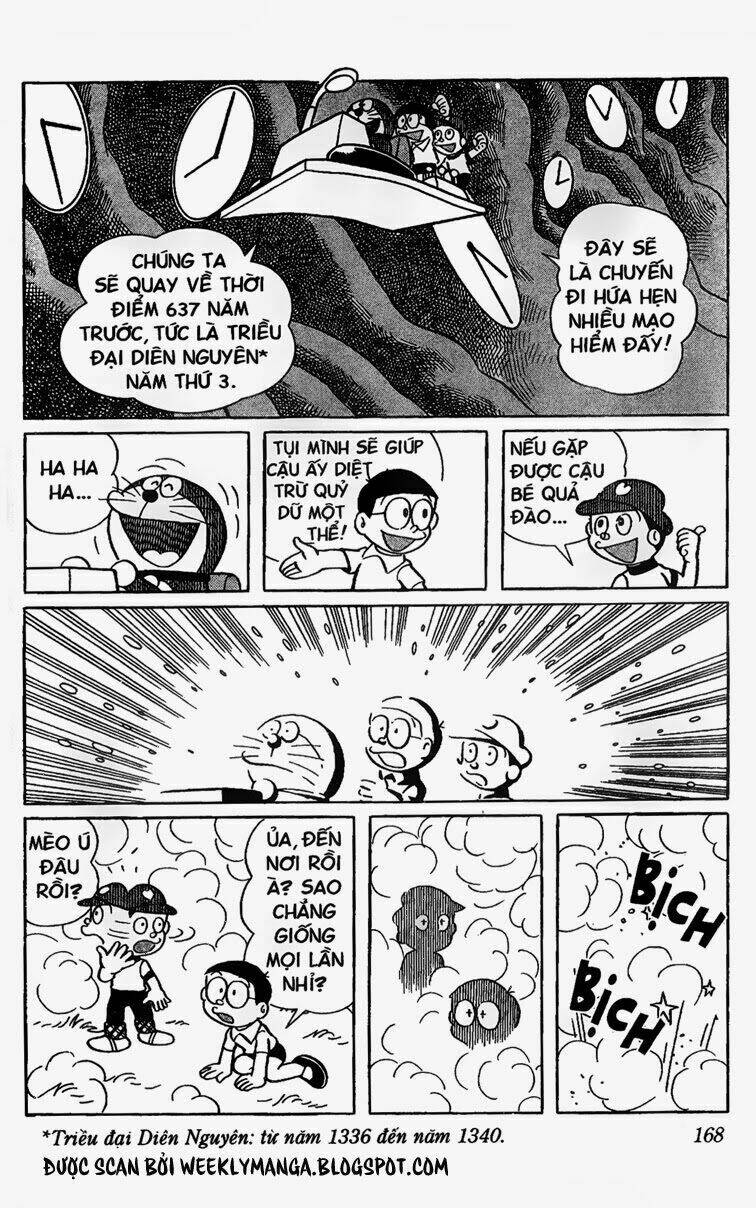 CHÚNG TA
SẼ QUAY VỀ THỜI
ĐIỂM 637 NĂM
TRƯỚC, TỨC LÀ TRIỀU
ĐẠI DIÊN NGUYÊN*
NĂM THỨ 3.
ĐÂY SẼ
LÀ CHUYẾN
ĐI HỨA HẸN
NHIỀU MẠO
HIỂM ĐẤY!
HA HA
HA...
TỤI MÌNH SẼ GIÚP
CẬU ẤY DIỆT
TRỪ QUỶ
DỮ MỘT
THỂ!
NẾU GẶP
ĐƯỢC CẬU
BÉ QUẢ
ĐÀO...
MÈO Ú
ĐÂU
RỒI?
ỦA, ĐẾN
NƠI RỒI
À? SAO
CHẲNG
GIỐNG
MỌI LẦN
NHỈ?
BỊCH
BỊCH
*Triều đại Diên Nguyên: từ năm 1336 đến năm 1340.
168
ĐƯỢC SCAN BỞI WEEKLYMANGA.BLOGSPOT.COM